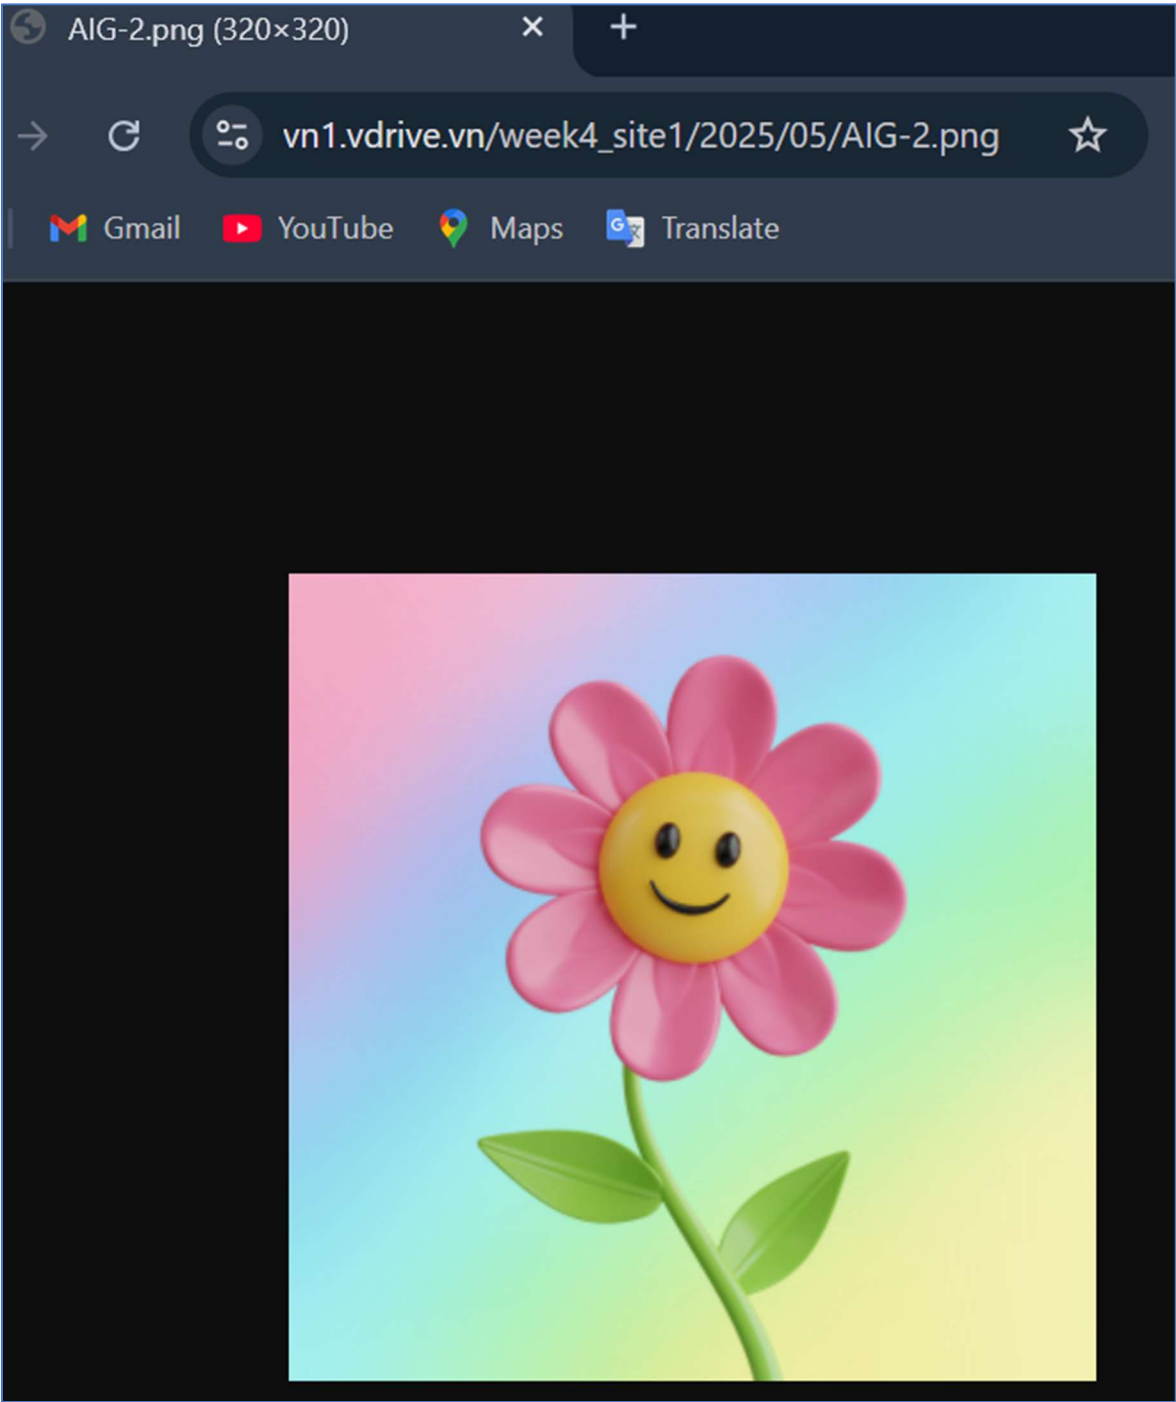 AIG-2.png (320×320)
vn1.vdrive.vn/week4_site1/2025/05/AIG-2.png
Gmail YouTube Maps Translate